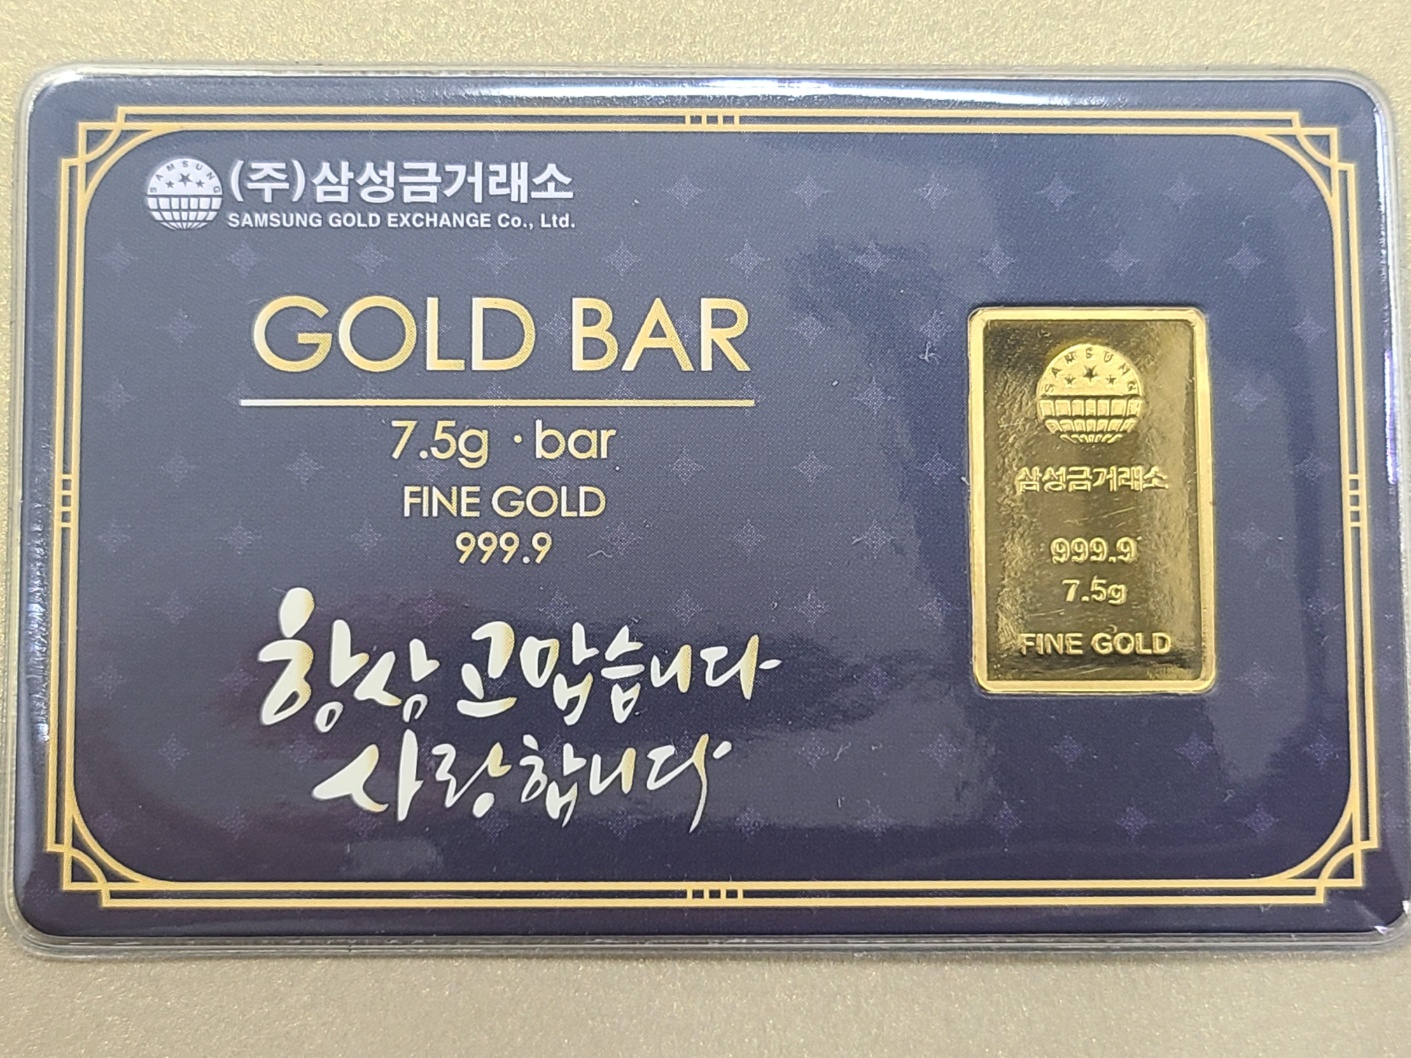 SAMSUNG
(주)삼성금거래소
SAMSUNG GOLD EXCHANGE Co., Ltd.
GOLD BAR
7.5g · bar
FINE GOLD
999.9
항상 고맙습니다
사랑합니다
SAMSUNG
삼성금거래소
999.9
7.5g
FINE GOLD